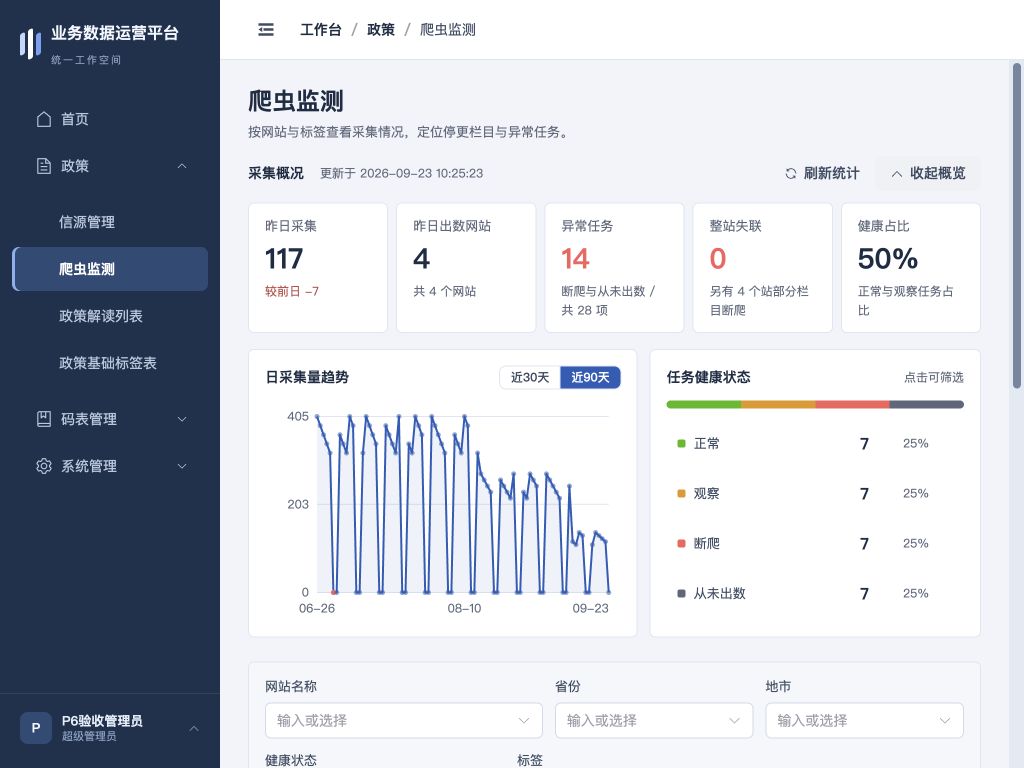 业务数据运营平台
统一工作空间
首页
政策
信源管理
爬虫监测
政策解读列表
政策基础标签表
码表管理
系统管理
P
P6验收管理员
超级管理员
工作台 / 政策 / 爬虫监测
爬虫监测
按网站与标签查看采集情况，定位停更栏目与异常任务。
采集概况 更新于 2026-09-23 10:25:23
刷新统计
收起概览
昨日采集
117
较前日 -7
昨日出数网站
4
共 4 个网站
异常任务
14
断爬与从未出数 /
共 28 项
整站失联
0
另有 4 个站部分栏
目断爬
健康占比
50%
正常与观察任务占
比
日采集量趋势
近30天
近90天
405
203
0
06-26
08-10
09-23
任务健康状态
点击可筛选
正常 7 25%
观察 7 25%
断爬 7 25%
从未出数 7 25%
网站名称
输入或选择
省份
输入或选择
地市
输入或选择
健康状态
标签